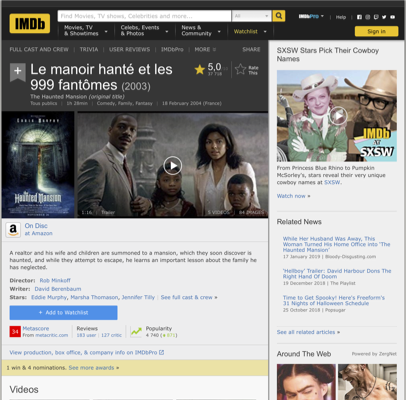 IMDb
Find Movies, TV shows, Celebrities and more...
All
Movies, TV
& Showtimes
Celebs, Events
& Photos
News &
Community
Watchlist
IMDbPro
Help
Sign in
FULL CAST AND CREW | TRIVIA | USER REVIEWS | IMDbPro | MORE
SHARE
Le manoir hanté et les
999 fantômes (2003)
The Haunted Mansion (original title)
Tous publics | 1h 28min | Comedy, Family, Fantasy | 18 February 2004 (France)
5,0
Rate
This
EDDIE MURPHY
Haunted Mansion
1:16 | Trailer
On Disc
at Amazon
A realtor and his wife and children are summoned to a mansion, which they soon discover is
haunted, and while they attempt to escape, he learns an important lesson about the family he
has neglected.
Director: Rob Minkoff
Writer: David Berenbaum
Stars: Eddie Murphy, Marsha Thomason, Jennifer Tilly | See full cast & crew »
+ Add to Watchlist
34
Metascore
From metacritic.com
Reviews
183 user | 127 critic
Popularity
View production, box office, & company info on IMDbPro
1 win & 4 nominations. See more awards »
Videos
SXSW Stars Pick Their Cowboy
Names
IMDb
AT
SXSW
From Princess Blue Rhino to Pumpkin
McSorley's, stars reveal their very unique
cowboy names at SXSW.
Watch now »
Related News
While Her Husband Was Away, This
Woman Turned His Home Office into 'The
Haunted Mansion'
17 January 2019 | Bloody-Disgusting.com
'Hellboy' Trailer: David Harbour Dons The
Right Hand Of Doom
19 December 2018 | The Playlist
Time to Get Spooky! Here's Freeform's
31 Nights of Halloween Schedule
25 October 2018 | Popsugar
See all related articles »
Around The Web
Powered by ZergNet